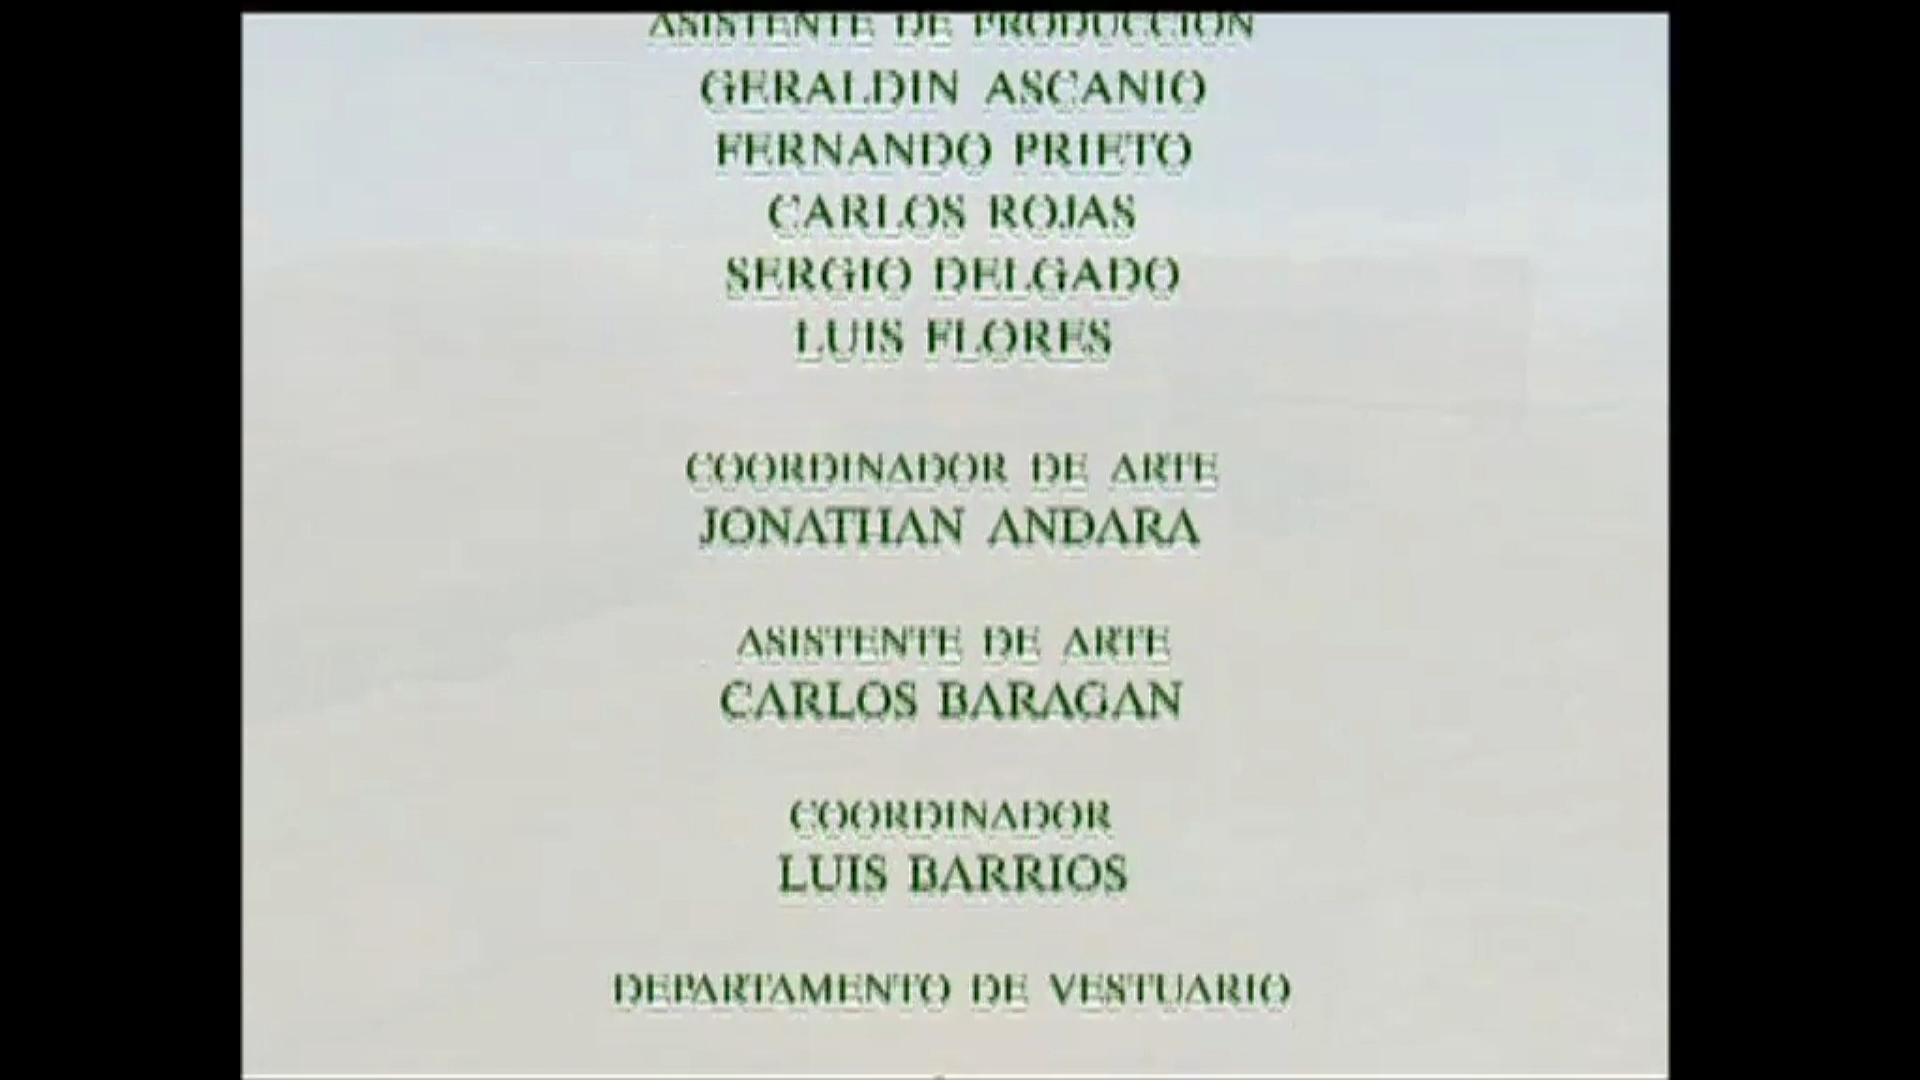 ASISTENTE DE PRODUCCION
GERALDIN ASCANIO
FERNANDO PRIETO
CARLOS ROJAS
SERGIO DELGADO
LUIS FLORES
COORDINADOR DE ARTE
JONATHAN ANDARA
ASISTENTE DE ARTE
CARLOS BARAGAN
COORDINADOR
LUIS BARRIOS
DEPARTAMENTO DE VESTUARIO